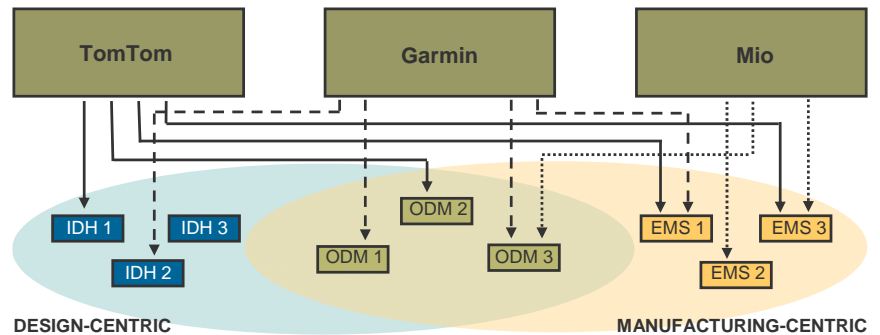 TomTom
Garmin
Mio
ODM 2
IDH 1
IDH 3
EMS 1
EMS 3
ODM 1
ODM 3
IDH 2
EMS 2
DESIGN-CENTRIC
MANUFACTURING-CENTRIC